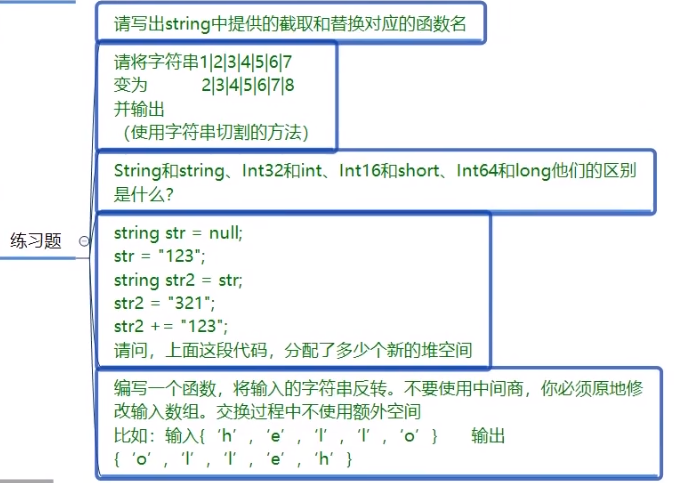 请写出string中提供的截取和替换对应的函数名
请将字符串1|2|3|4|5|6|7
变为 2|3|4|5|6|7|8
并输出
（使用字符串切割的方法）
String和string、Int32和int、Int16和short、Int64和long他们的区别
是什么?
练习题
string str = null;
str = "123";
string str2 = str;
str2 = "321";
str2 += "123";
请问，上面这段代码，分配了多少个新的堆空间
编写一个函数，将输入的字符串反转。不要使用中间商，你必须原地修
改输入数组。交换过程中不使用额外空间
比如：输入{‘h’,‘e’,‘l’,‘l’,‘o’} 输出
{‘o’,‘l’,‘l’,‘e’,‘h’}